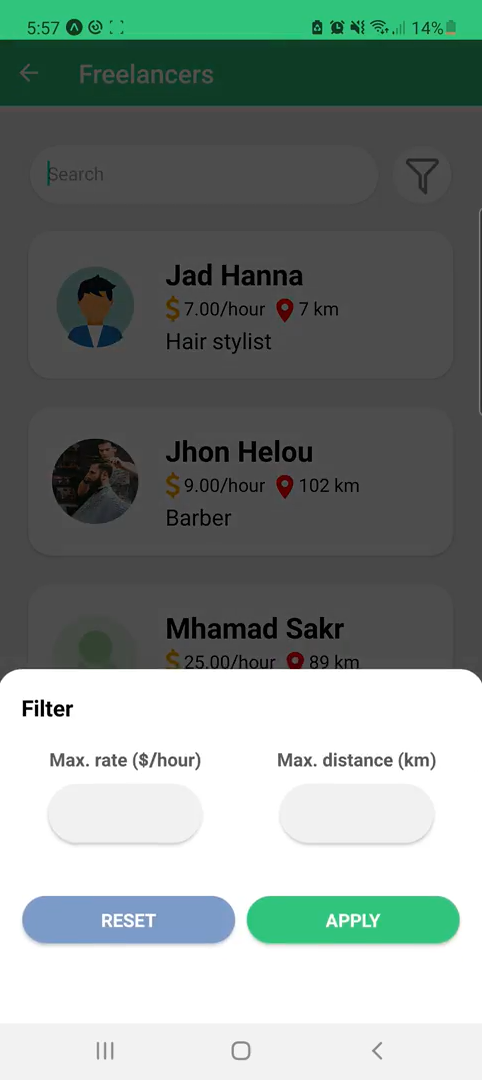 5:57 14%
Freelancers
Search
Jad Hanna
$ 7.00/hour 7 km
Hair stylist
Jhon Helou
$ 9.00/hour 102 km
Barber
Mhamad Sakr
$ 25.00/hour 89 km
Filter
Max. rate ($/hour) Max. distance (km)
RESET APPLY